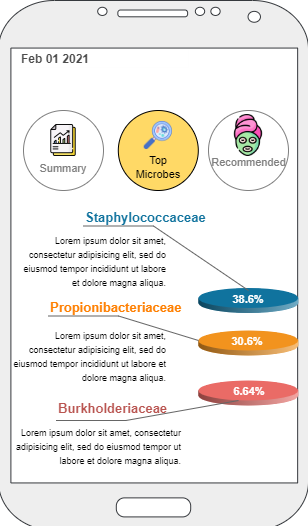 Feb 01 2021
Summary
Top
Microbes
Recommended
Staphylococcaceae
Lorem ipsum dolor sit amet,
consectetur adipisicing elit, sed do
eiusmod tempor incididunt ut labore
et dolore magna aliqua.
38.6%
Propionibacteriaceae
30.6%
Lorem ipsum dolor sit amet,
consectetur adipisicing elit, sed do
eiusmod tempor incididunt ut labore et
dolore magna aliqua.
6.64%
Burkholderiaceae
Lorem ipsum dolor sit amet, consectetur
adipisicing elit, sed do eiusmod tempor ut
labore et dolore magna aliqua.